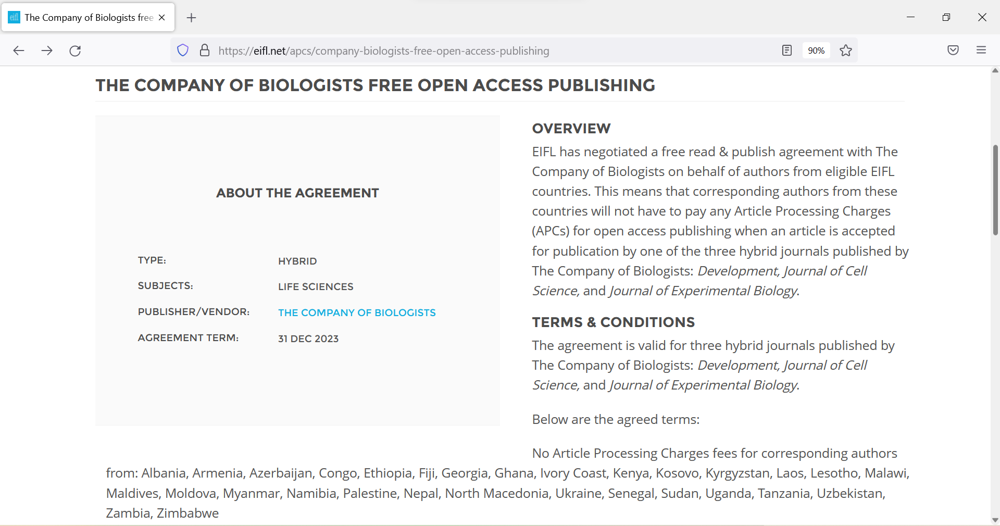 The Company of Biologists free
https://eifl.net/apcs/company-biologists-free-open-access-publishing
90%
THE COMPANY OF BIOLOGISTS FREE OPEN ACCESS PUBLISHING
ABOUT THE AGREEMENT
TYPE: HYBRID
SUBJECTS: LIFE SCIENCES
PUBLISHER/VENDOR: THE COMPANY OF BIOLOGISTS
AGREEMENT TERM: 31 DEC 2023
OVERVIEW
EIFL has negotiated a free read & publish agreement with The
Company of Biologists on behalf of authors from eligible EIFL
countries. This means that corresponding authors from these
countries will not have to pay any Article Processing Charges
(APCs) for open access publishing when an article is accepted
for publication by one of the three hybrid journals published by
The Company of Biologists: Development, Journal of Cell
Science, and Journal of Experimental Biology.
TERMS & CONDITIONS
The agreement is valid for three hybrid journals published by
The Company of Biologists: Development, Journal of Cell
Science, and Journal of Experimental Biology.
Below are the agreed terms:
No Article Processing Charges fees for corresponding authors
from: Albania, Armenia, Azerbaijan, Congo, Ethiopia, Fiji, Georgia, Ghana, Ivory Coast, Kenya, Kosovo, Kyrgyzstan, Laos, Lesotho, Malawi,
Maldives, Moldova, Myanmar, Namibia, Palestine, Nepal, North Macedonia, Ukraine, Senegal, Sudan, Uganda, Tanzania, Uzbekistan,
Zambia, Zimbabwe